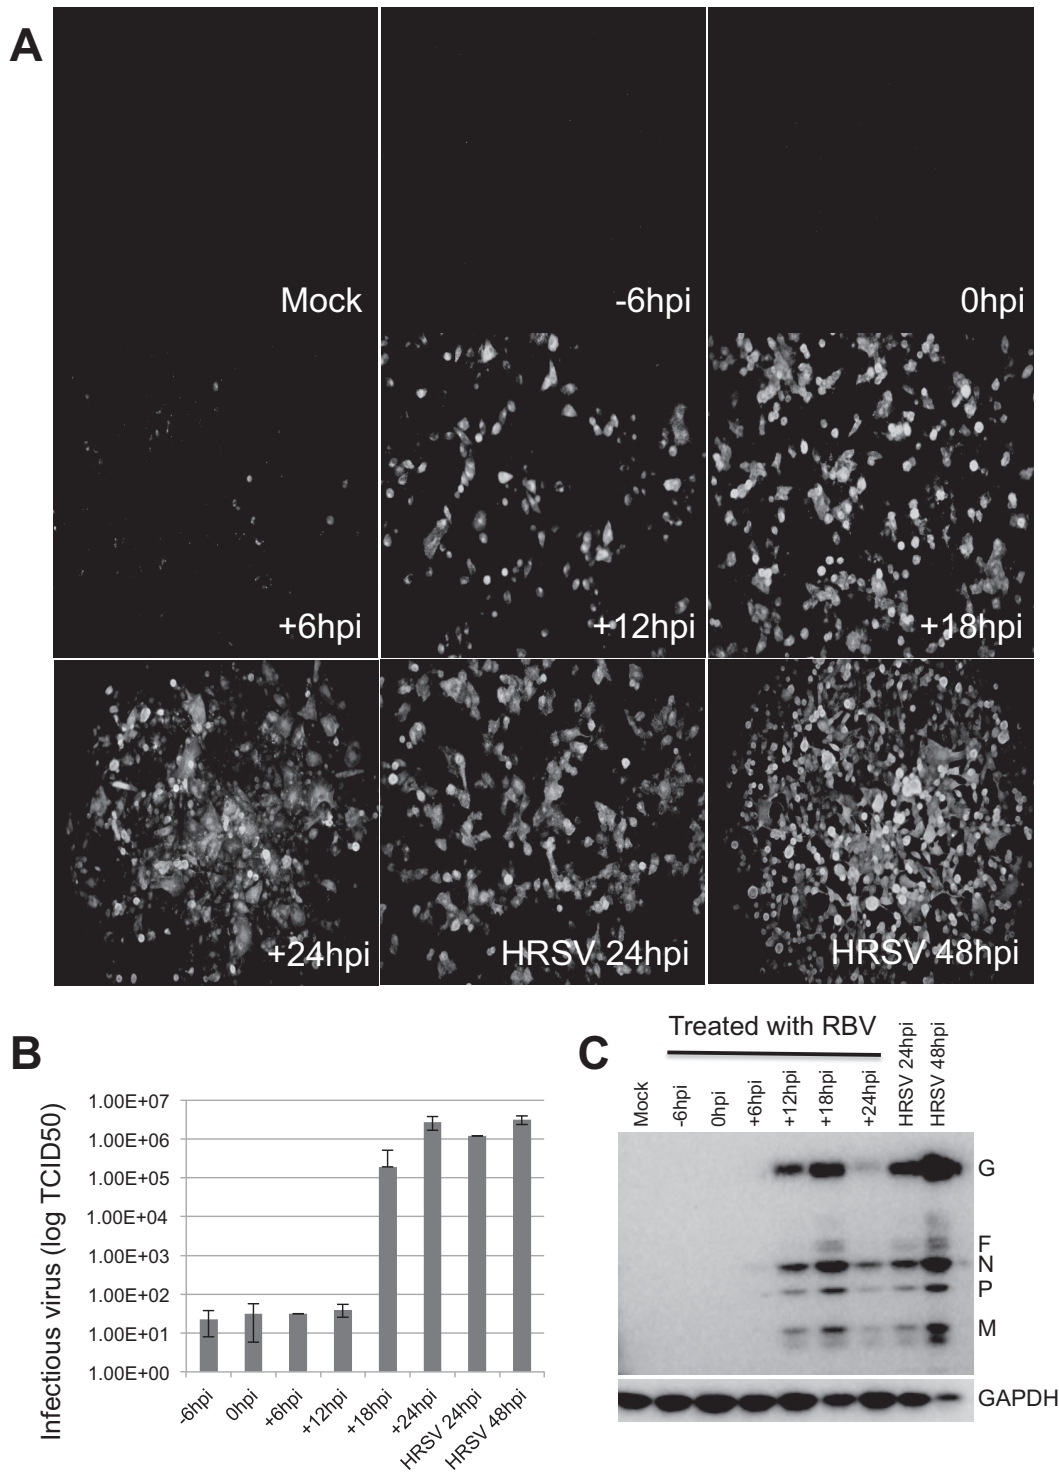 A
Mock
-6hpi
0hpi
+6hpi
+12hpi
+18hpi
+24hpi
HRSV 24hpi
HRSV 48hpi
B
Infectious virus (log TCID50)
1.00E+07
1.00E+06
1.00E+05
1.00E+04
1.00E+03
1.00E+02
1.00E+01
1.00E+00
-6hpi
0hpi
+6hpi
+12hpi
+18hpi
+24hpi
HRSV 24hpi
HRSV 48hpi
C
Treated with RBV
Mock
-6hpi
0hpi
+6hpi
+12hpi
+18hpi
+24hpi
HRSV 24hpi
HRSV 48hpi
G
F
N
P
M
GAPDH